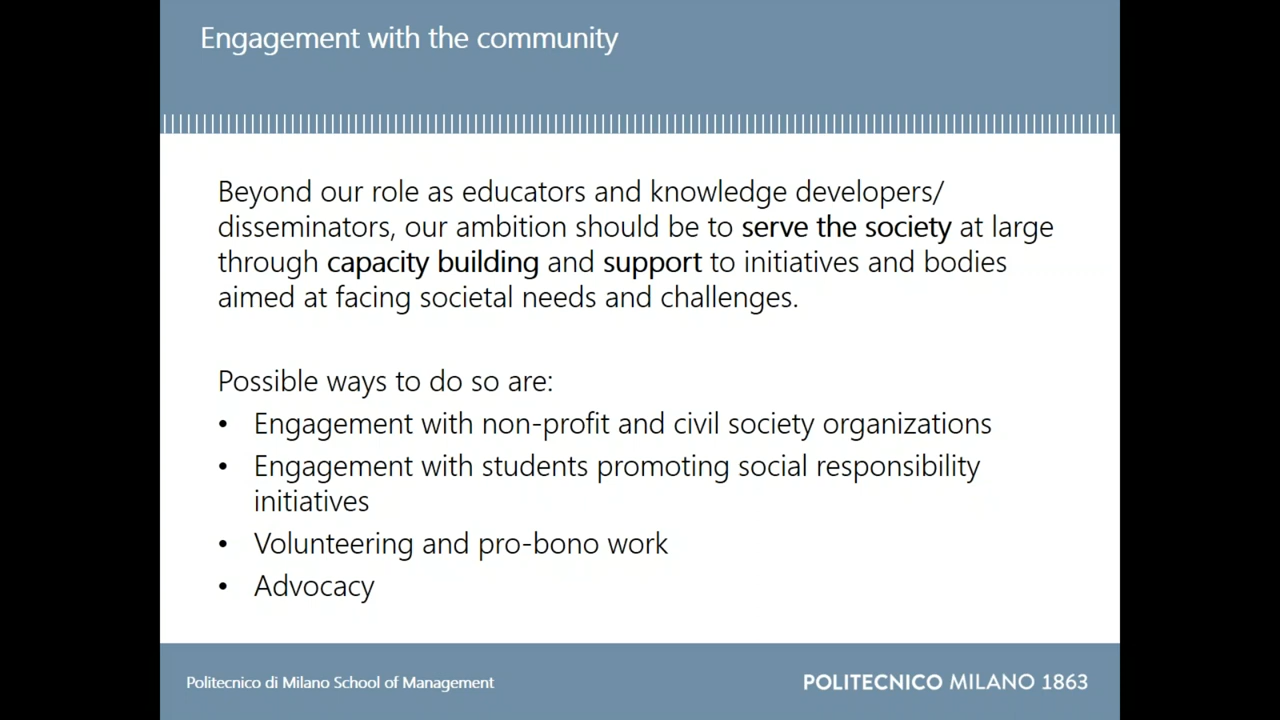 Engagement with the community
Beyond our role as educators and knowledge developers/
disseminators, our ambition should be to serve the society at large
through capacity building and support to initiatives and bodies
aimed at facing societal needs and challenges.
Possible ways to do so are:
• Engagement with non-profit and civil society organizations
• Engagement with students promoting social responsibility
initiatives
• Volunteering and pro-bono work
• Advocacy
Politecnico di Milano School of Management
POLITECNICO MILANO 1863